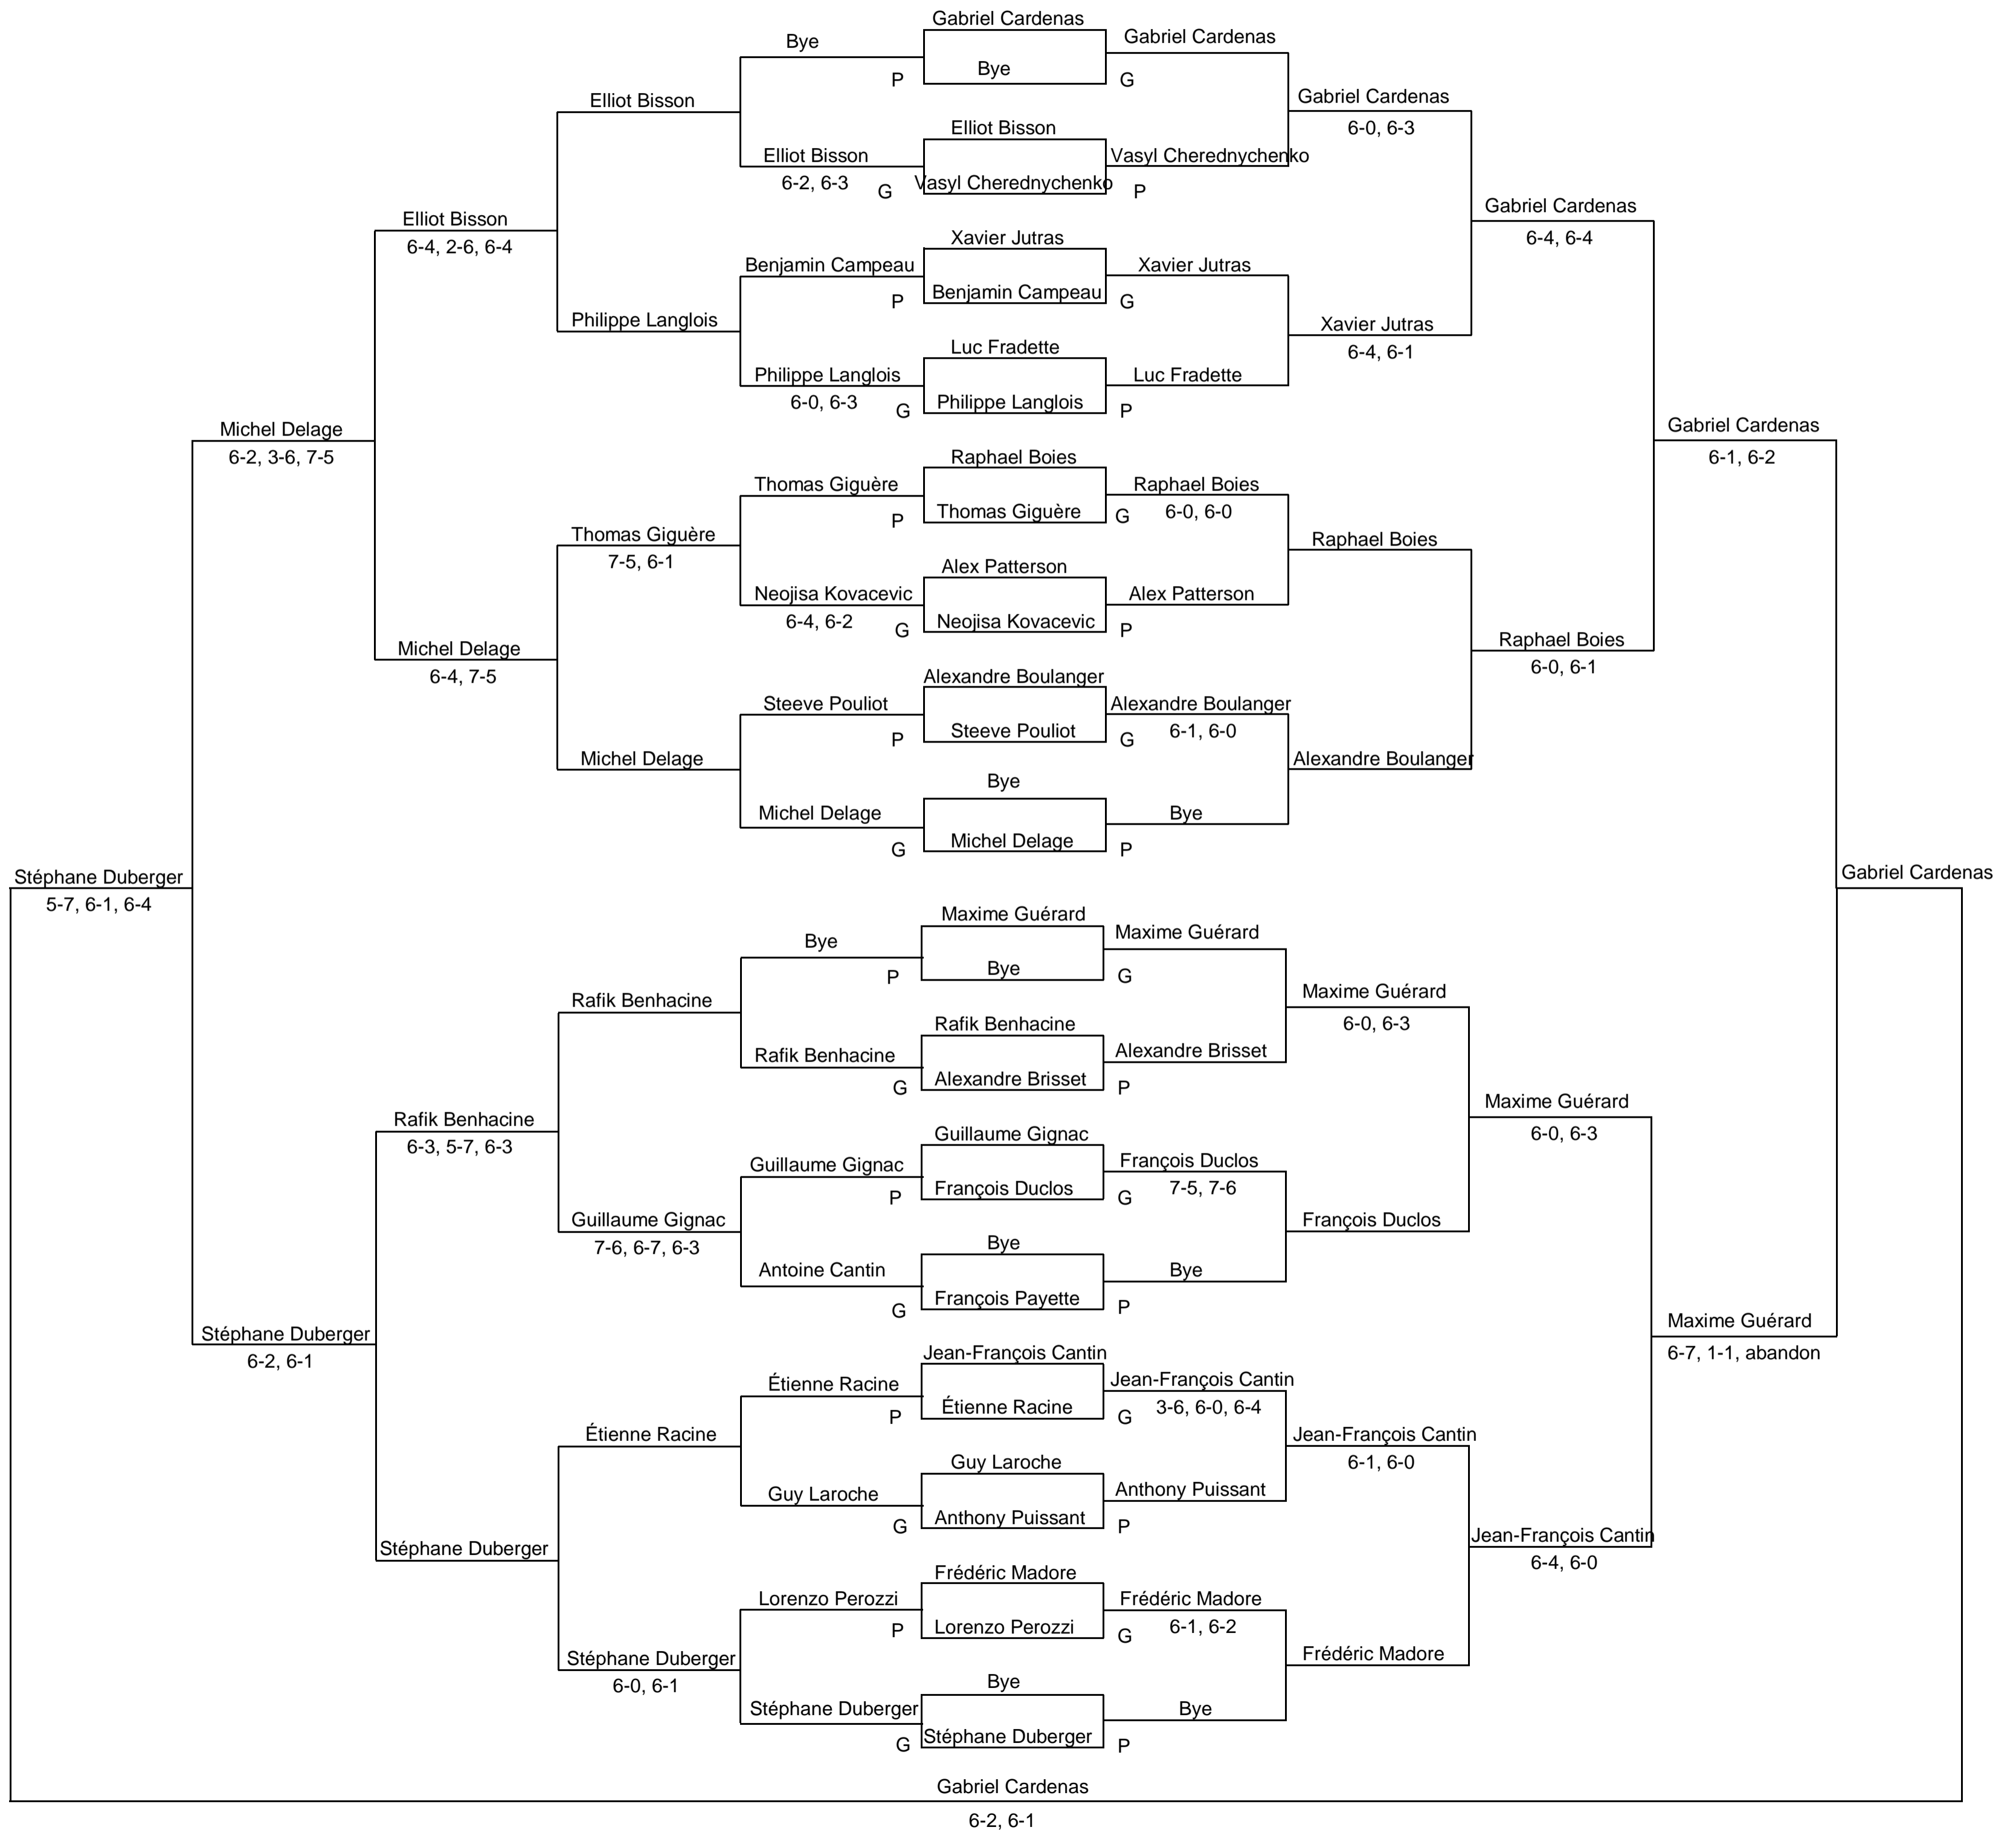 Gabriel Cardenas
Bye
Gabriel Cardenas
Bye
P
G
Elliot Bisson
Gabriel Cardenas
6-0, 6-3
Elliot Bisson
Elliot Bisson
Vasyl Cherednychenko
6-2, 6-3
G
Vasyl Cherednychenko
P
Elliot Bisson
6-4, 2-6, 6-4
Gabriel Cardenas
6-4, 6-4
Xavier Jutras
Benjamin Campeau
Xavier Jutras
P
Benjamin Campeau
G
Philippe Langlois
Xavier Jutras
6-4, 6-1
Luc Fradette
Philippe Langlois
Luc Fradette
6-0, 6-3
G
Philippe Langlois
P
Michel Delage
6-2, 3-6, 7-5
Gabriel Cardenas
6-1, 6-2
Raphael Boies
Thomas Giguère
Raphael Boies
P
Thomas Giguère
G
6-0, 6-0
Thomas Giguère
7-5, 6-1
Raphael Boies
Alex Patterson
Neojisa Kovacevic
Alex Patterson
6-4, 6-2
G
Neojisa Kovacevic
P
Michel Delage
6-4, 7-5
Raphael Boies
6-0, 6-1
Alexandre Boulanger
Steeve Pouliot
Alexandre Boulanger
P
Steeve Pouliot
G
6-1, 6-0
Michel Delage
Alexandre Boulanger
Bye
Michel Delage
Bye
G
Michel Delage
P
Stéphane Duberger
5-7, 6-1, 6-4
Gabriel Cardenas
Maxime Guérard
Bye
Maxime Guérard
P
Bye
G
Rafik Benhacine
Maxime Guérard
6-0, 6-3
Rafik Benhacine
Rafik Benhacine
Alexandre Brisset
G
Alexandre Brisset
P
Rafik Benhacine
6-3, 5-7, 6-3
Maxime Guérard
6-0, 6-3
Guillaume Gignac
Guillaume Gignac
François Duclos
P
François Duclos
G
7-5, 7-6
Guillaume Gignac
7-6, 6-7, 6-3
François Duclos
Bye
Antoine Cantin
Bye
G
François Payette
P
Stéphane Duberger
6-2, 6-1
Maxime Guérard
6-7, 1-1, abandon
Jean-François Cantin
Étienne Racine
Jean-François Cantin
P
Étienne Racine
G
3-6, 6-0, 6-4
Étienne Racine
Jean-François Cantin
6-1, 6-0
Guy Laroche
Guy Laroche
Anthony Puissant
G
Anthony Puissant
P
Stéphane Duberger
Jean-François Cantin
6-4, 6-0
Frédéric Madore
Lorenzo Perozzi
Frédéric Madore
P
Lorenzo Perozzi
G
6-1, 6-2
Stéphane Duberger
6-0, 6-1
Frédéric Madore
Bye
Stéphane Duberger
Bye
G
Stéphane Duberger
P
Gabriel Cardenas
6-2, 6-1